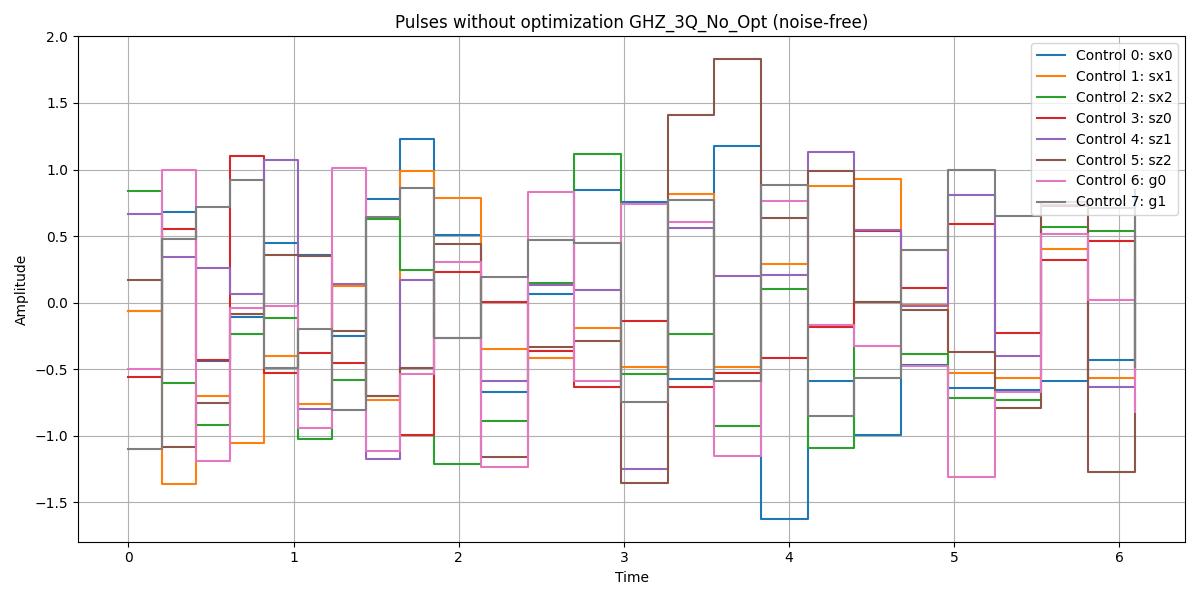 Pulses without optimization GHZ_3Q_No_Opt (noise-free)
2.0
1.5
1.0
0.5
0.0
−0.5
−1.0
−1.5
Amplitude
Control 0: sx0
Control 1: sx1
Control 2: sx2
Control 3: sz0
Control 4: sz1
Control 5: sz2
Control 6: g0
Control 7: g1
0 1 2 3 4 5 6
Time